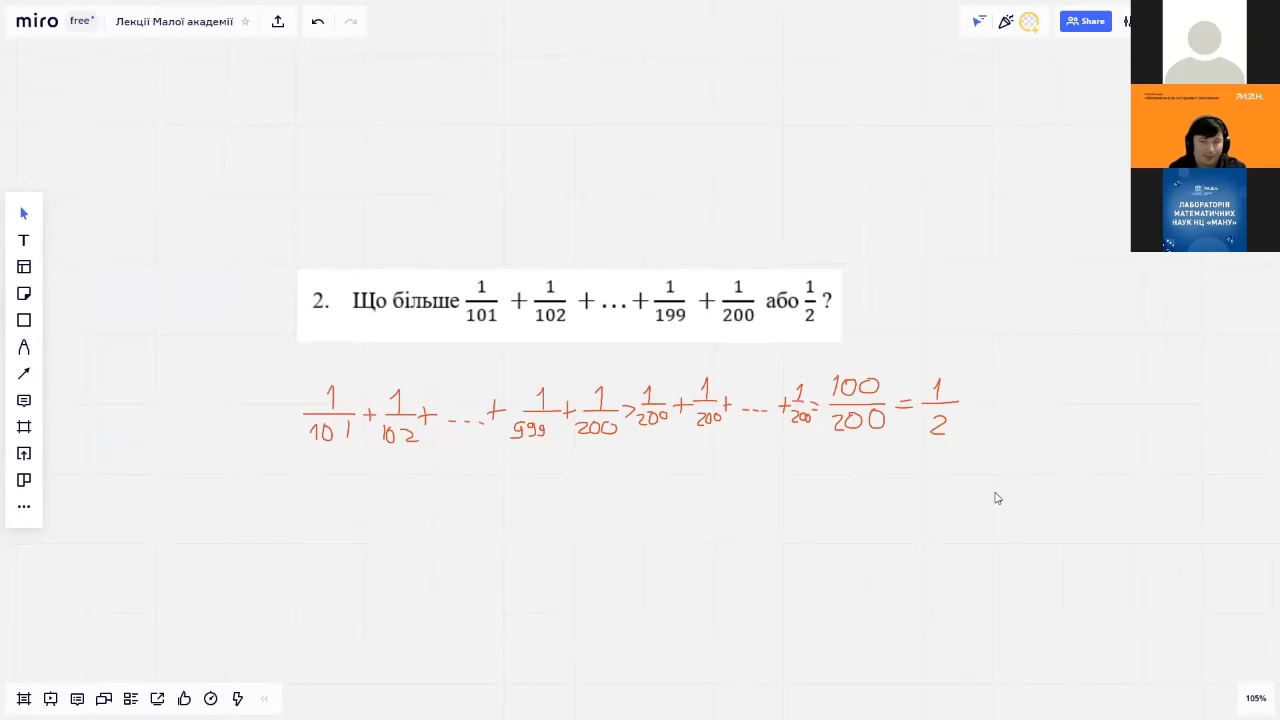 miro free Лекції Малої академії
Share
ЛАБОРАТОРІЯ
МАТЕМАТИЧНИХ
НАУК НЦ «МАНУ»
2. Що більше 1/101 + 1/102 + ... + 1/199 + 1/200 або 1/2 ?
1/101 + 1/102 + ... + 1/999 + 1/200 > 1/200 + 1/200 + ... + 1/200 = 100/200 = 1/2
105%